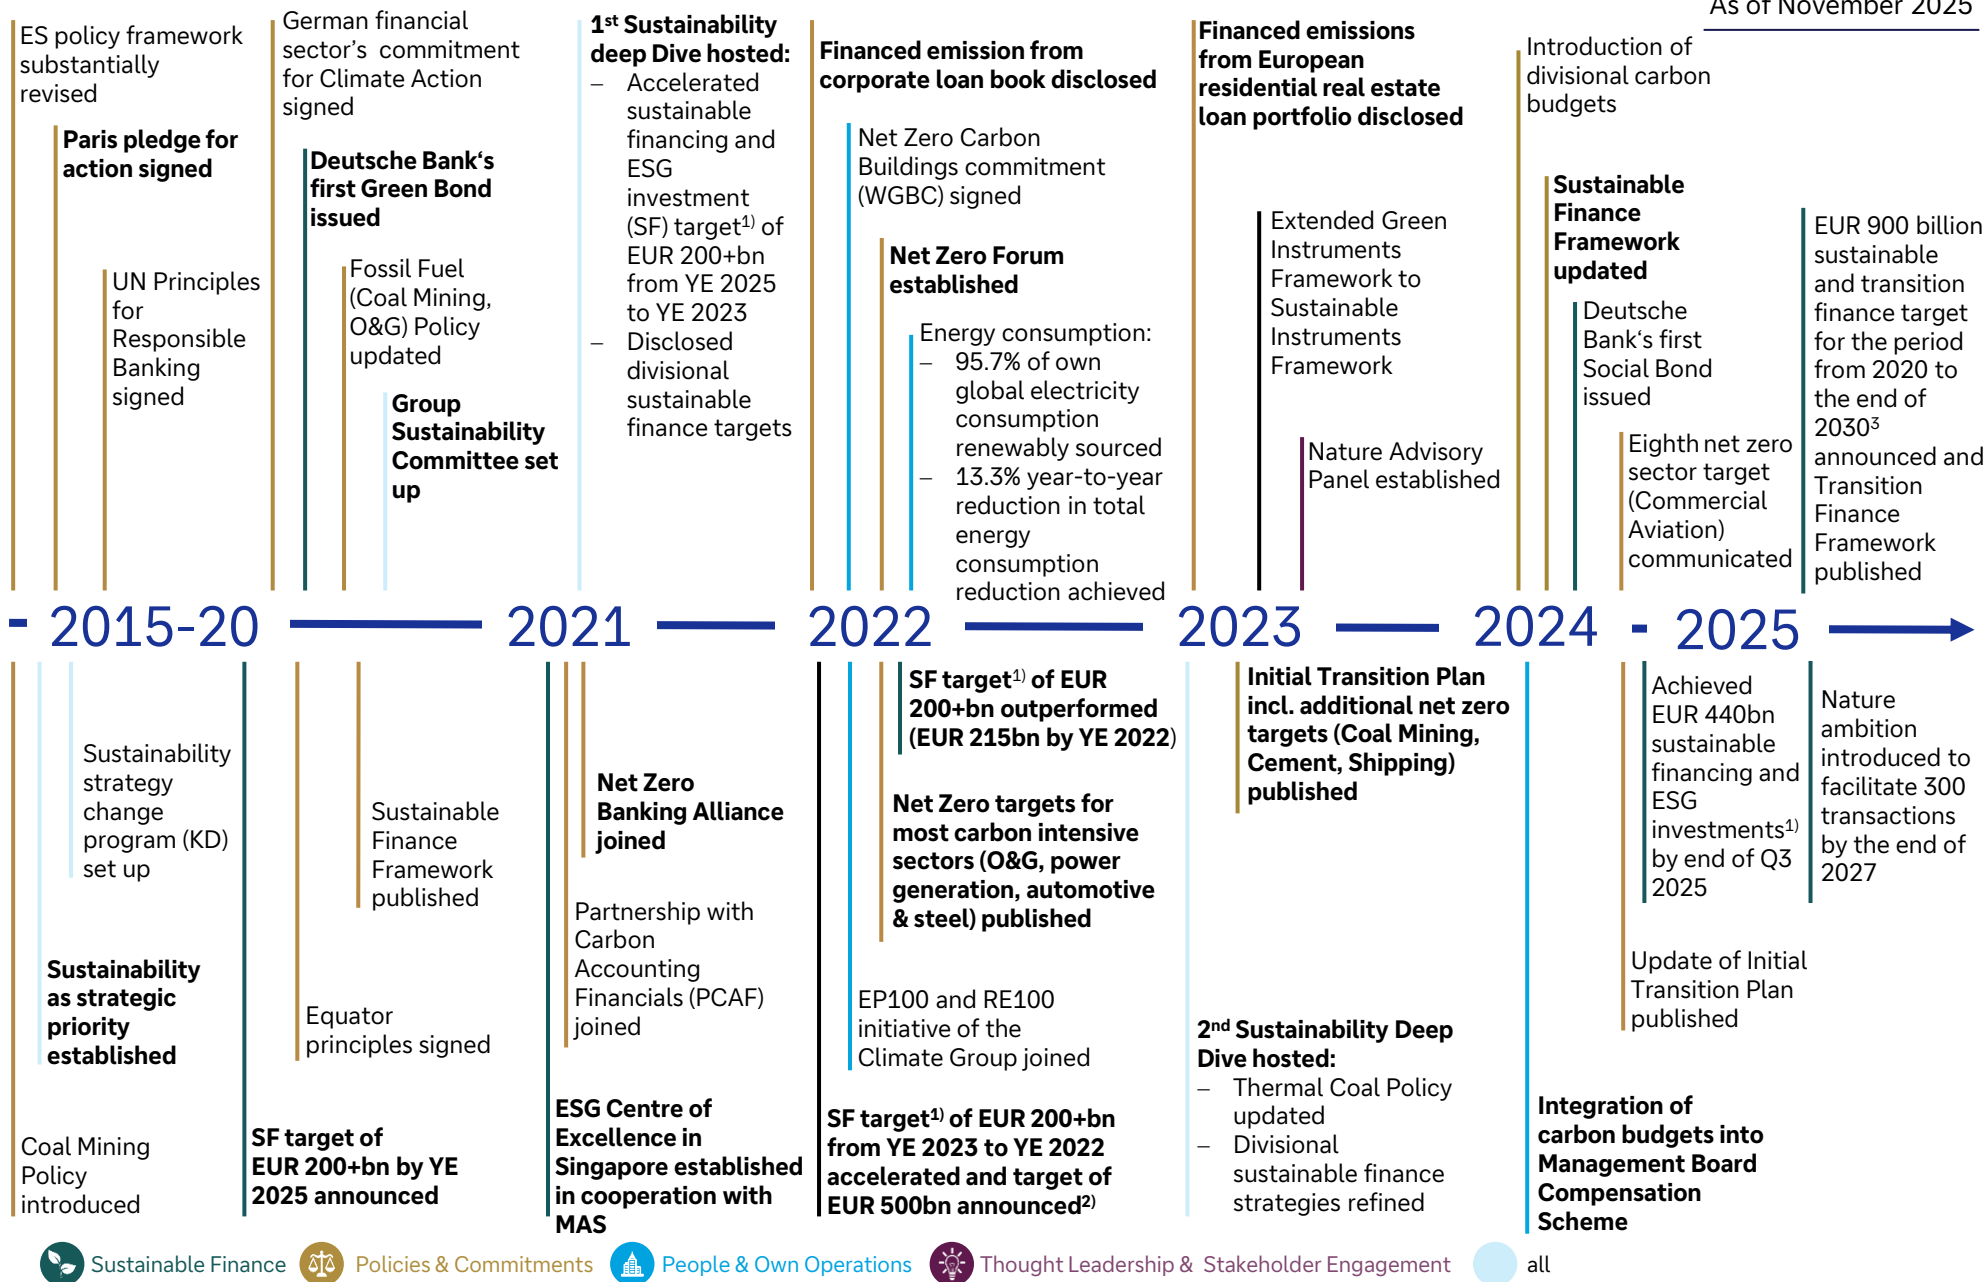 As of November 2025
ES policy framework
substantially
revised
Paris pledge for
action signed
UN Principles
for
Responsible
Banking
signed
German financial
sector's commitment
for Climate Action
signed
Deutsche Bank‘s
first Green Bond
issued
Fossil Fuel
(Coal Mining,
O&G) Policy
updated
Group
Sustainability
Committee set
up
1st Sustainability
deep Dive hosted:
– Accelerated
sustainable
financing and
ESG
investment
(SF) target1) of
EUR 200+bn
from YE 2025
to YE 2023
– Disclosed
divisional
sustainable
finance targets
Financed emission from
corporate loan book disclosed
Net Zero Carbon
Buildings commitment
(WGBC) signed
Net Zero Forum
established
Energy consumption:
– 95.7% of own
global electricity
consumption
renewably sourced
– 13.3% year-to-year
reduction in total
energy
consumption
reduction achieved
Financed emissions
from European
residential real estate
loan portfolio disclosed
Extended Green
Instruments
Framework to
Sustainable
Instruments
Framework
Nature Advisory
Panel established
Introduction of
divisional carbon
budgets
Sustainable
Finance
Framework
updated
Deutsche
Bank‘s first
Social Bond
issued
Eighth net zero
sector target
(Commercial
Aviation)
communicated
EUR 900 billion
sustainable
and transition
finance target
for the period
from 2020 to
the end of
20303
announced and
Transition
Finance
Framework
published
2015-20 2021 2022 2023 2024 2025
Sustainability
strategy
change
program (KD)
set up
Sustainability
as strategic
priority
established
Coal Mining
Policy
introduced
Sustainable
Finance
Framework
published
Equator
principles signed
SF target of
EUR 200+bn by YE
2025 announced
Net Zero
Banking Alliance
joined
Partnership with
Carbon
Accounting
Financials (PCAF)
joined
ESG Centre of
Excellence in
Singapore established
in cooperation with
MAS
SF target1) of EUR
200+bn outperformed
(EUR 215bn by YE 2022)
Net Zero targets for
most carbon intensive
sectors (O&G, power
generation, automotive
& steel) published
EP100 and RE100
initiative of the
Climate Group joined
SF target1) of EUR 200+bn
from YE 2023 to YE 2022
accelerated and target of
EUR 500bn announced2)
Initial Transition Plan
incl. additional net zero
targets (Coal Mining,
Cement, Shipping)
published
2nd Sustainability Deep
Dive hosted:
– Thermal Coal Policy
updated
– Divisional
sustainable finance
strategies refined
Achieved
EUR 440bn
sustainable
financing and
ESG
investments1)
by end of Q3
2025
Nature
ambition
introduced to
facilitate 300
transactions
by the end of
2027
Update of Initial
Transition Plan
published
Integration of
carbon budgets into
Management Board
Compensation
Scheme
Sustainable Finance Policies & Commitments People & Own Operations Thought Leadership & Stakeholder Engagement all